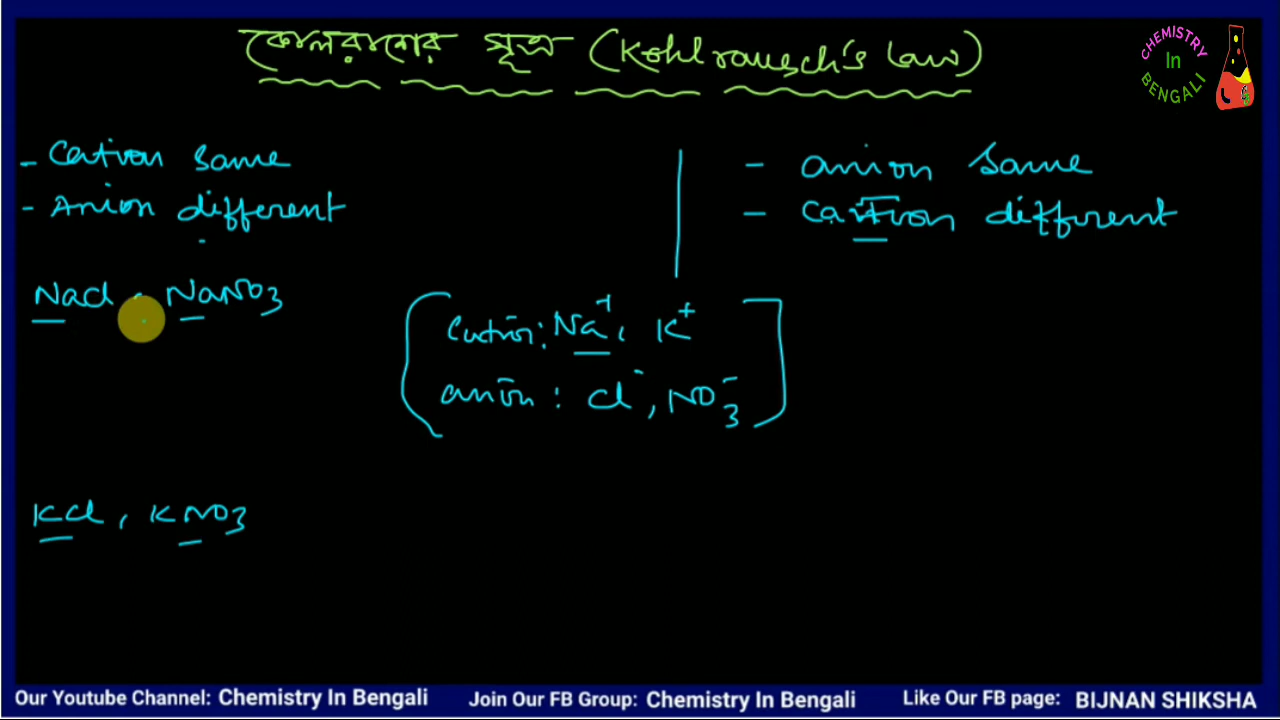 কোলরাশের সূত্র (Kohlrausch's Law)
CHEMISTRY
In
BENGALI
- Cation same
- Anion different
- anion same
- Cation different
NaCl, NaNO3
Cation: Na+, K+
anion: Cl-, NO3-
KCl, KNO3
Our Youtube Channel: Chemistry In Bengali Join Our FB Group: Chemistry In Bengali Like Our FB page: BIJNAN SHIKSHA